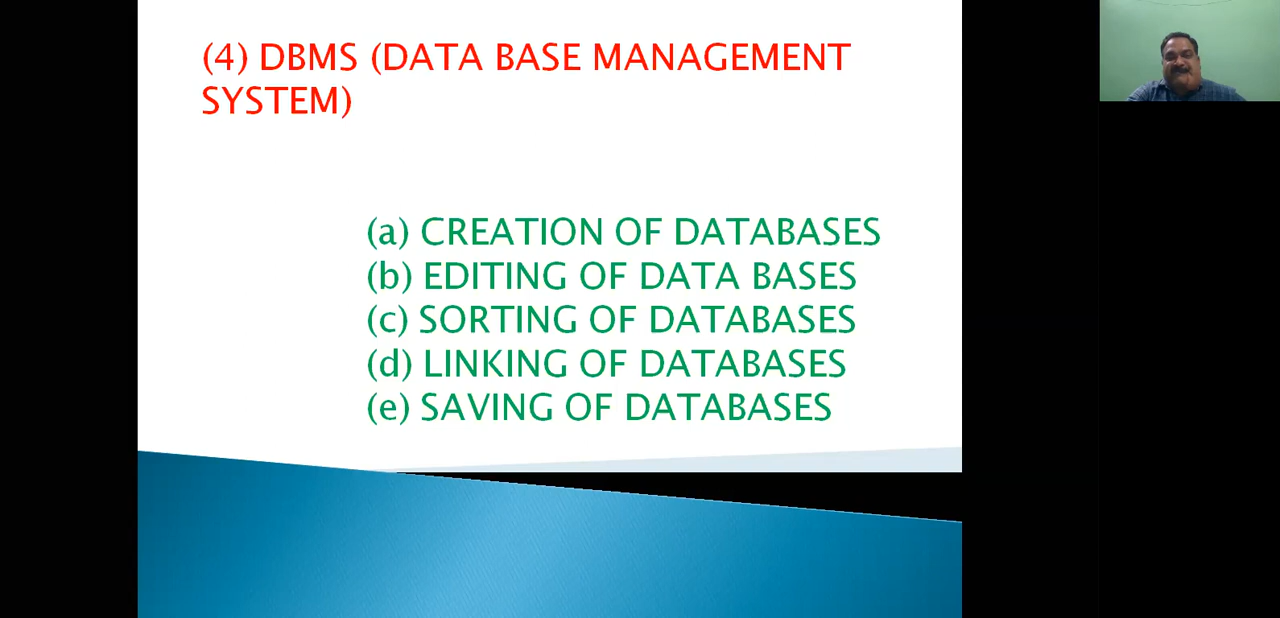 (4) DBMS (DATA BASE MANAGEMENT
SYSTEM)
(a) CREATION OF DATABASES
(b) EDITING OF DATA BASES
(c) SORTING OF DATABASES
(d) LINKING OF DATABASES
(e) SAVING OF DATABASES